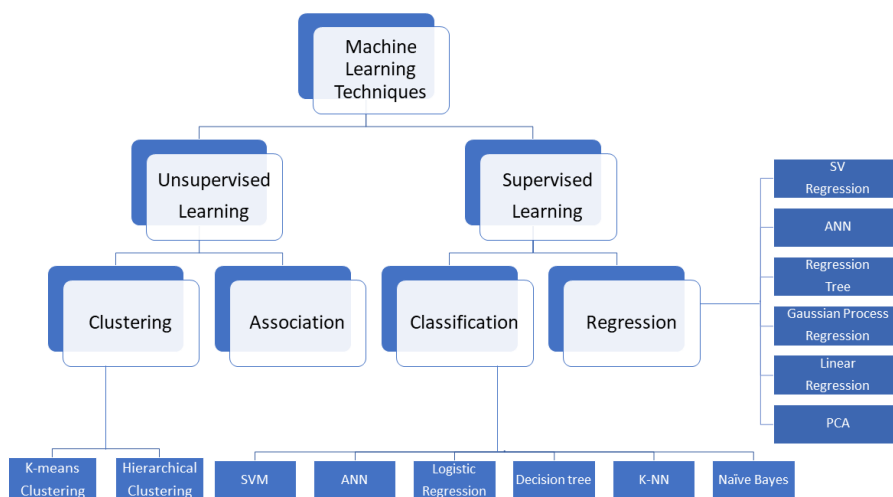 Machine
Learning
Techniques
Unsupervised
Learning
Supervised
Learning
Clustering
Association
Classification
Regression
SV
Regression
ANN
Regression
Tree
Gaussian Process
Regression
Linear
Regression
PCA
K-means
Clustering
Hierarchical
Clustering
SVM
ANN
Logistic
Regression
Decision tree
K-NN
Naïve Bayes